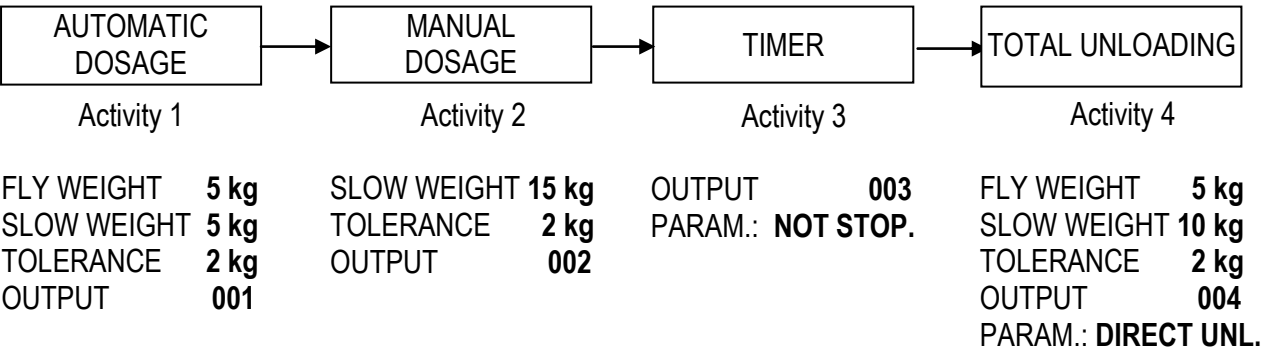 AUTOMATIC
DOSAGE
Activity 1
FLY WEIGHT 5 kg
SLOW WEIGHT 5 kg
TOLERANCE 2 kg
OUTPUT 001
MANUAL
DOSAGE
Activity 2
SLOW WEIGHT 15 kg
TOLERANCE 2 kg
OUTPUT 002
TIMER
Activity 3
OUTPUT 003
PARAM.: NOT STOP.
TOTAL UNLOADING
Activity 4
FLY WEIGHT 5 kg
SLOW WEIGHT 10 kg
TOLERANCE 2 kg
OUTPUT 004
PARAM.: DIRECT UNL.